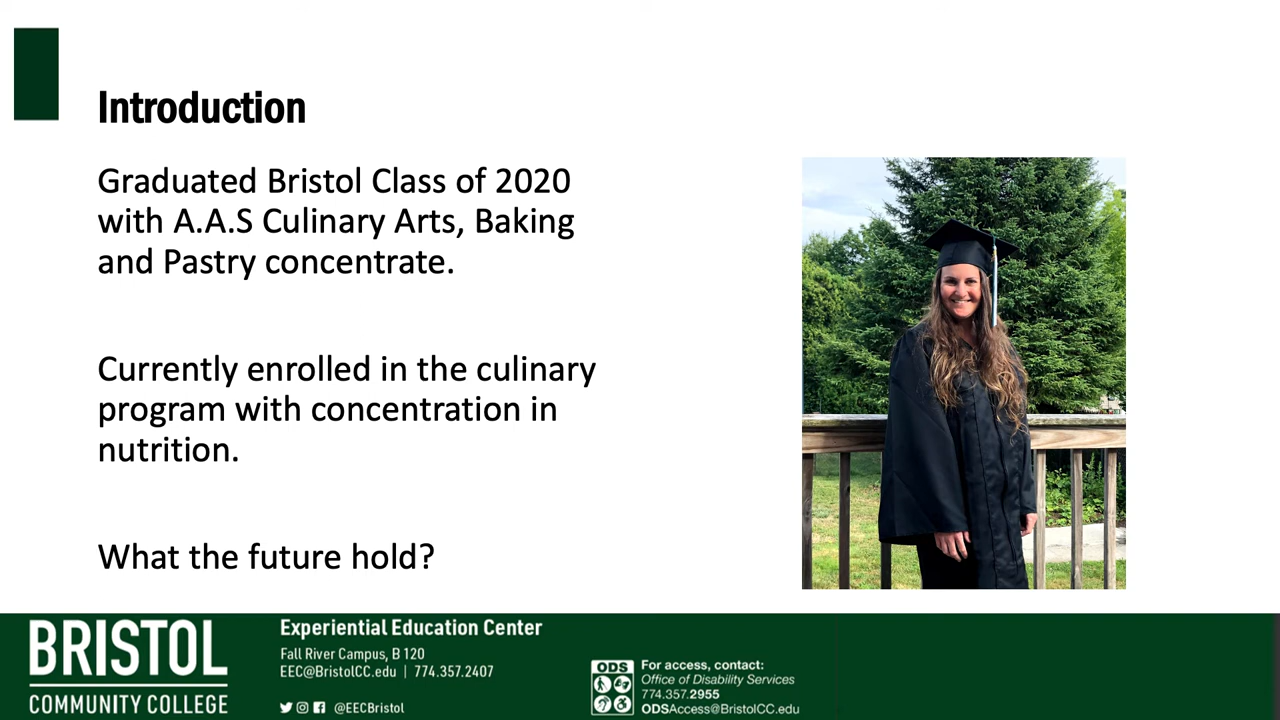 Introduction
Graduated Bristol Class of 2020
with A.A.S Culinary Arts, Baking
and Pastry concentrate.
Currently enrolled in the culinary
program with concentration in
nutrition.
What the future hold?
BRISTOL
COMMUNITY COLLEGE
Experiential Education Center
Fall River Campus, B 120
EEC@BristolCC.edu | 774.357.2407
@EECBristol
ODS
For access, contact:
Office of Disability Services
774.357.2955
ODSAccess@BristolCC.edu